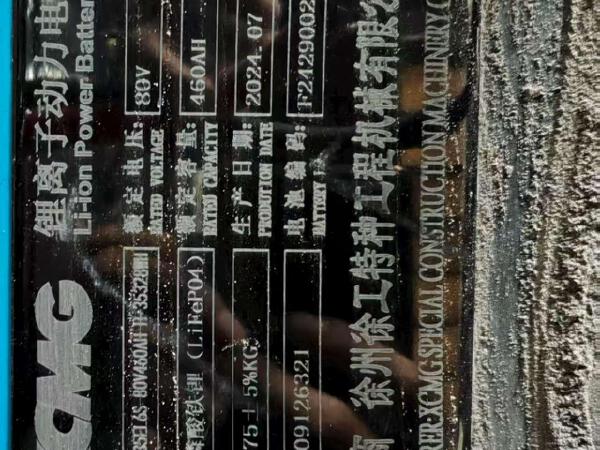 XCMG 锂离子动力电
Li-Ion Power Batter
80V460AH 额定电压: 80V
RATED VOLTAGE
酸铁锂 (LiFePO4) 额定容量: 460AH
RATED CAPACITY
75±5%KG 生产日期: 2024.07
PRODUCTION DATE
09126321 电池编号: F2429002
BATTERY
徐州徐工特种工程机械有限公
XCMG SPECIAL CONSTRUCTION MACHINERY